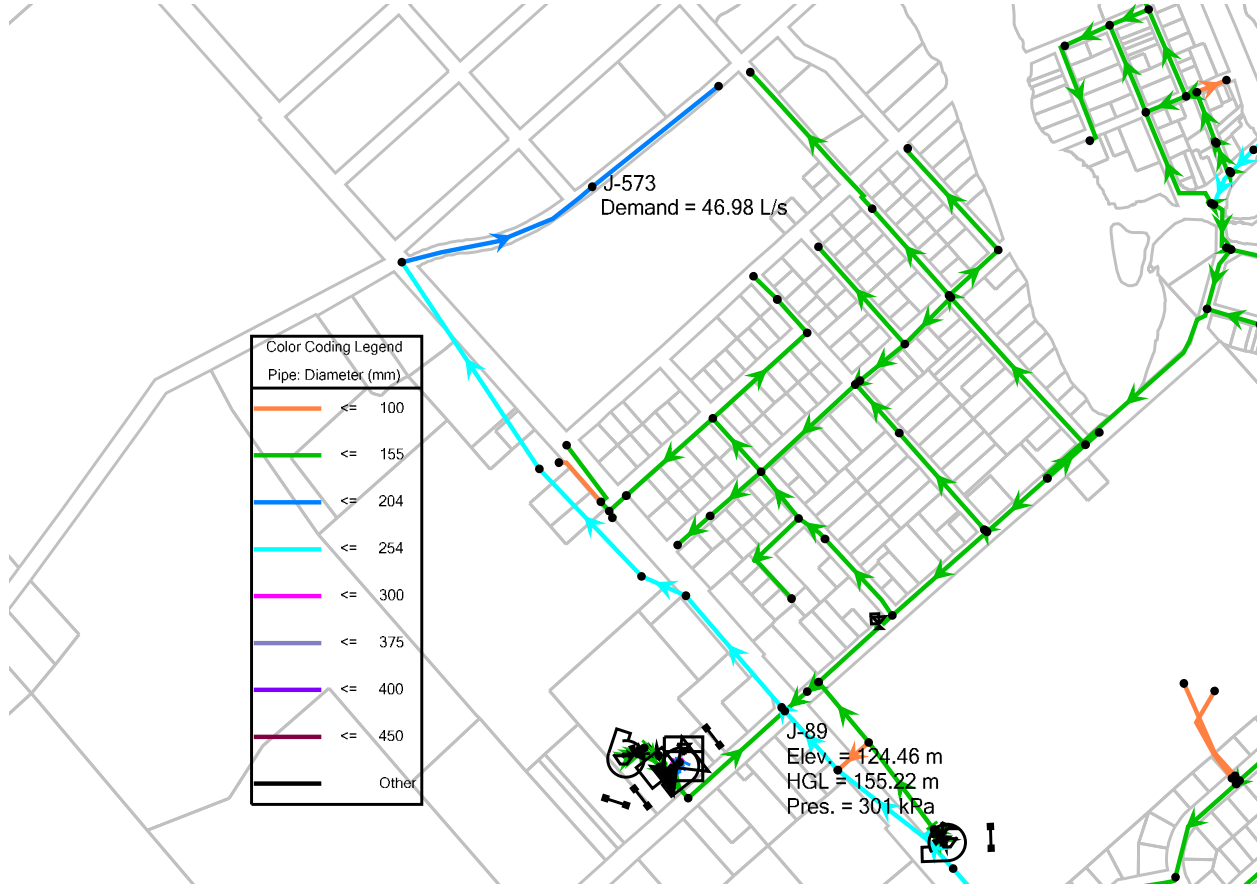 J-573
Demand = 46.98 L/s
Color Coding Legend
Pipe: Diameter (mm)
<= 100
<= 155
<= 204
<= 254
<= 300
<= 375
<= 400
<= 450
Other
J-89
Elev. = 124.46 m
HGL = 155.22 m
Pres. = 301 kPa